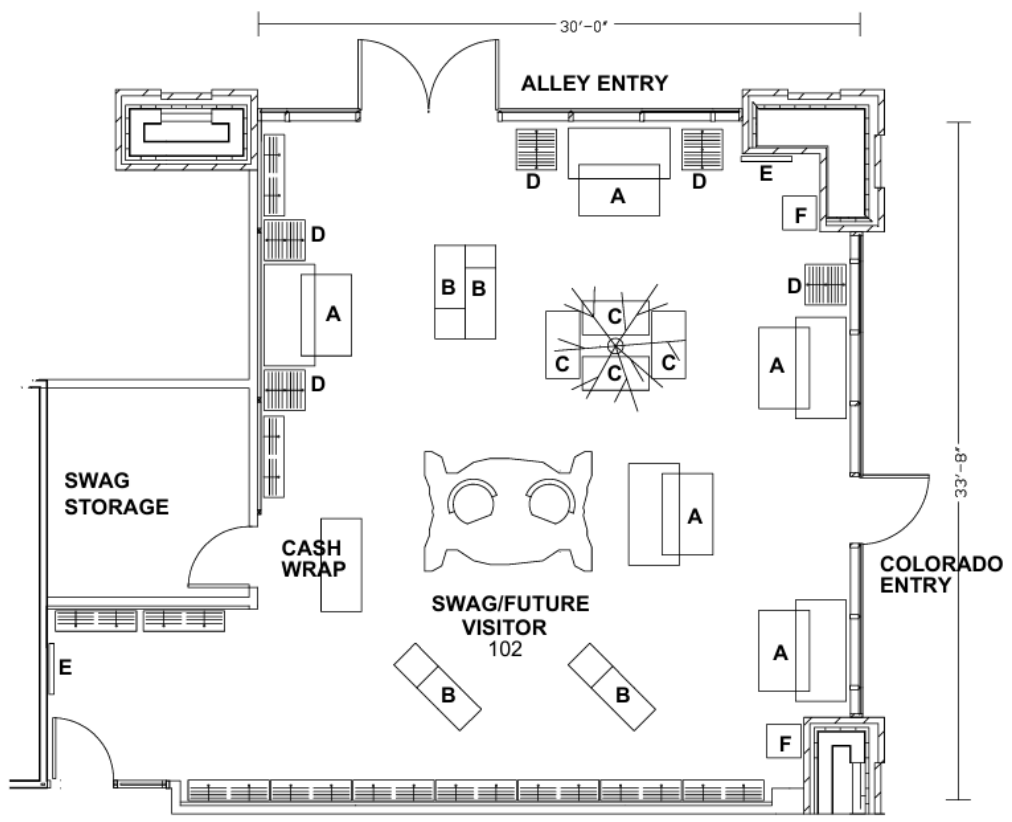 30'-0"
ALLEY ENTRY
D
A
D
E
F
D
B
B
D
A
C
C
C
C
A
D
SWAG
STORAGE
A
33'-8"
CASH
WRAP
COLORADO
ENTRY
SWAG/FUTURE
VISITOR
102
A
E
B
B
F